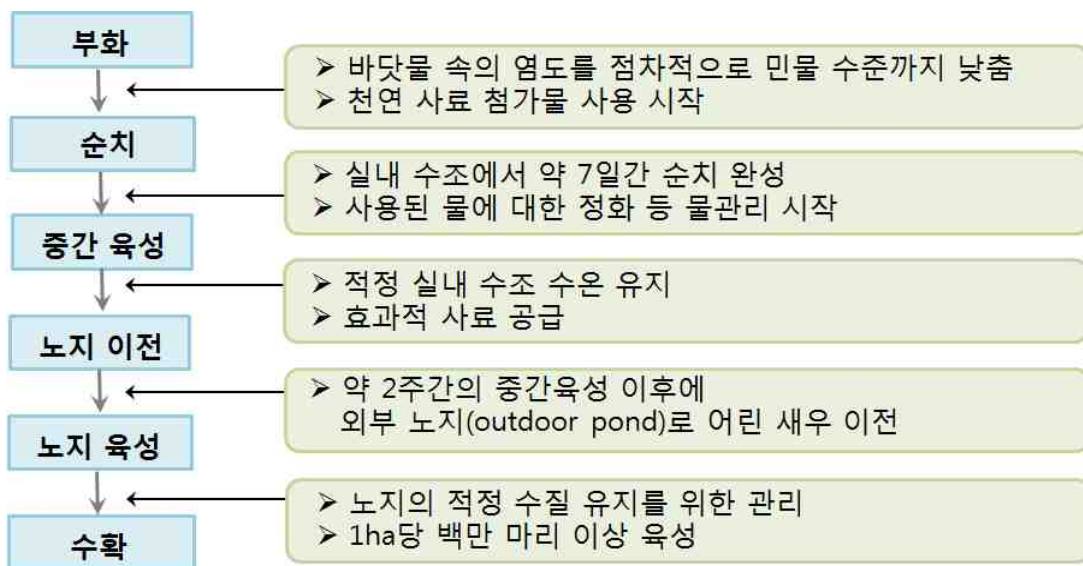 부화
➢ 바닷물 속의 염도를 점차적으로 민물 수준까지 낮춤
➢ 천연 사료 첨가물 사용 시작
순치
➢ 실내 수조에서 약 7일간 순치 완성
➢ 사용된 물에 대한 정화 등 물관리 시작
중간 육성
➢ 적정 실내 수조 수온 유지
➢ 효과적 사료 공급
노지 이전
➢ 약 2주간의 중간육성 이후에
외부 노지(outdoor pond)로 어린 새우 이전
노지 육성
➢ 노지의 적정 수질 유지를 위한 관리
➢ 1ha당 백만 마리 이상 육성
수확